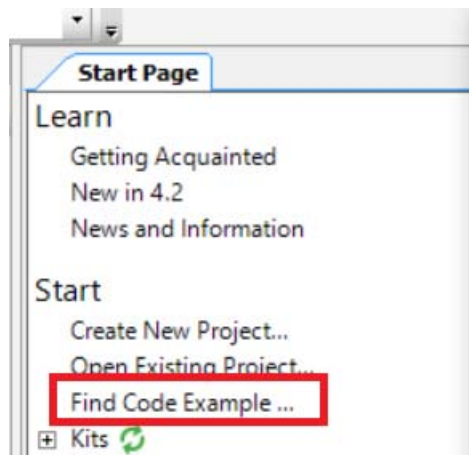 Start Page
Learn
Getting Acquainted
New in 4.2
News and Information
Start
Create New Project...
Open Existing Project...
Find Code Example ...
Kits